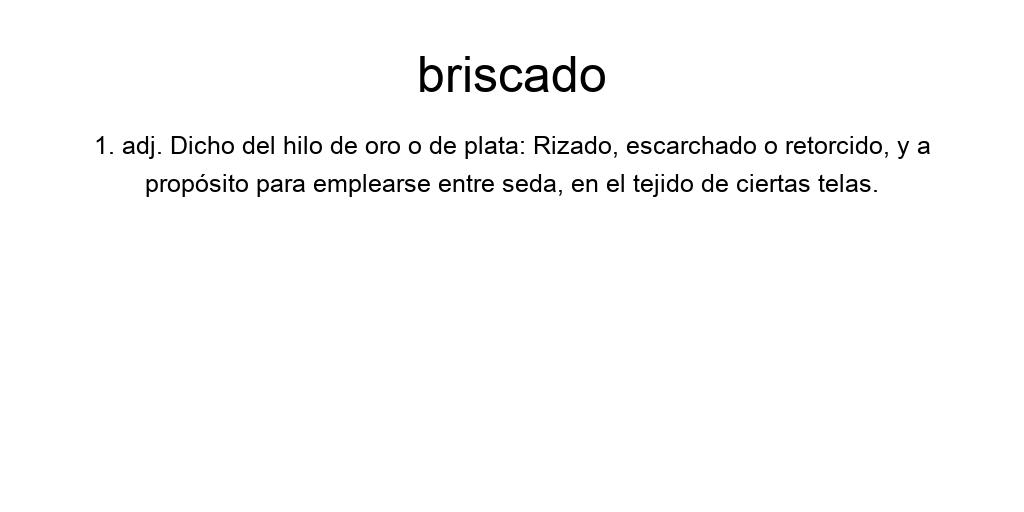 briscado
1. adj. Dicho del hilo de oro o de plata: Rizado, escarchado o retorcido, y a
propósito para emplearse entre seda, en el tejido de ciertas telas.